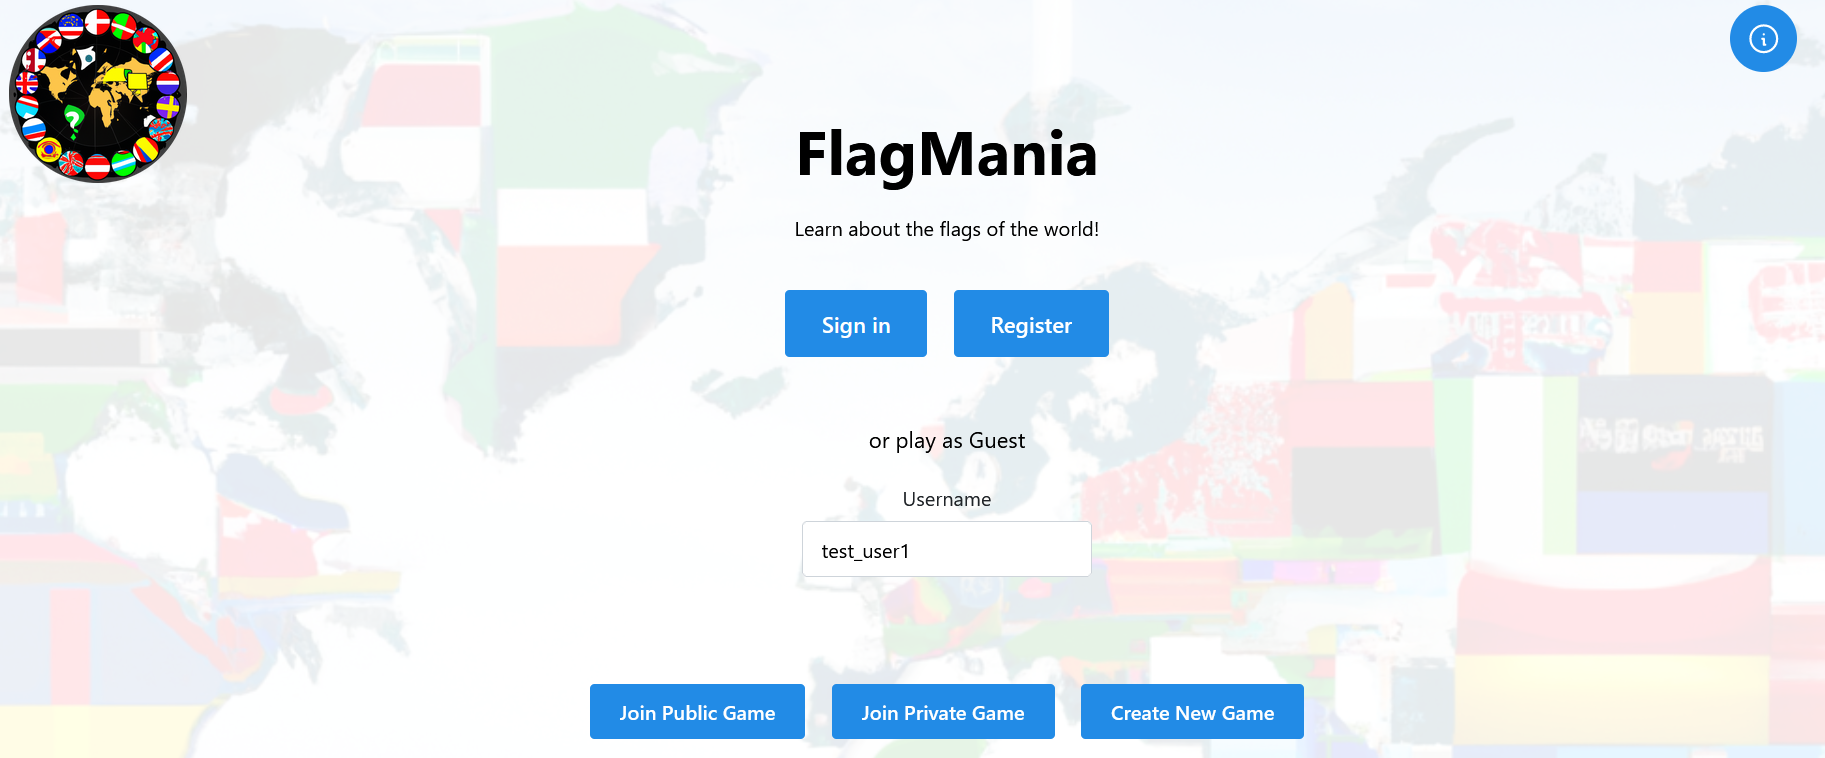 FlagMania
Learn about the flags of the world!
Sign in
Register
or play as Guest
Username
test_user1
Join Public Game
Join Private Game
Create New Game